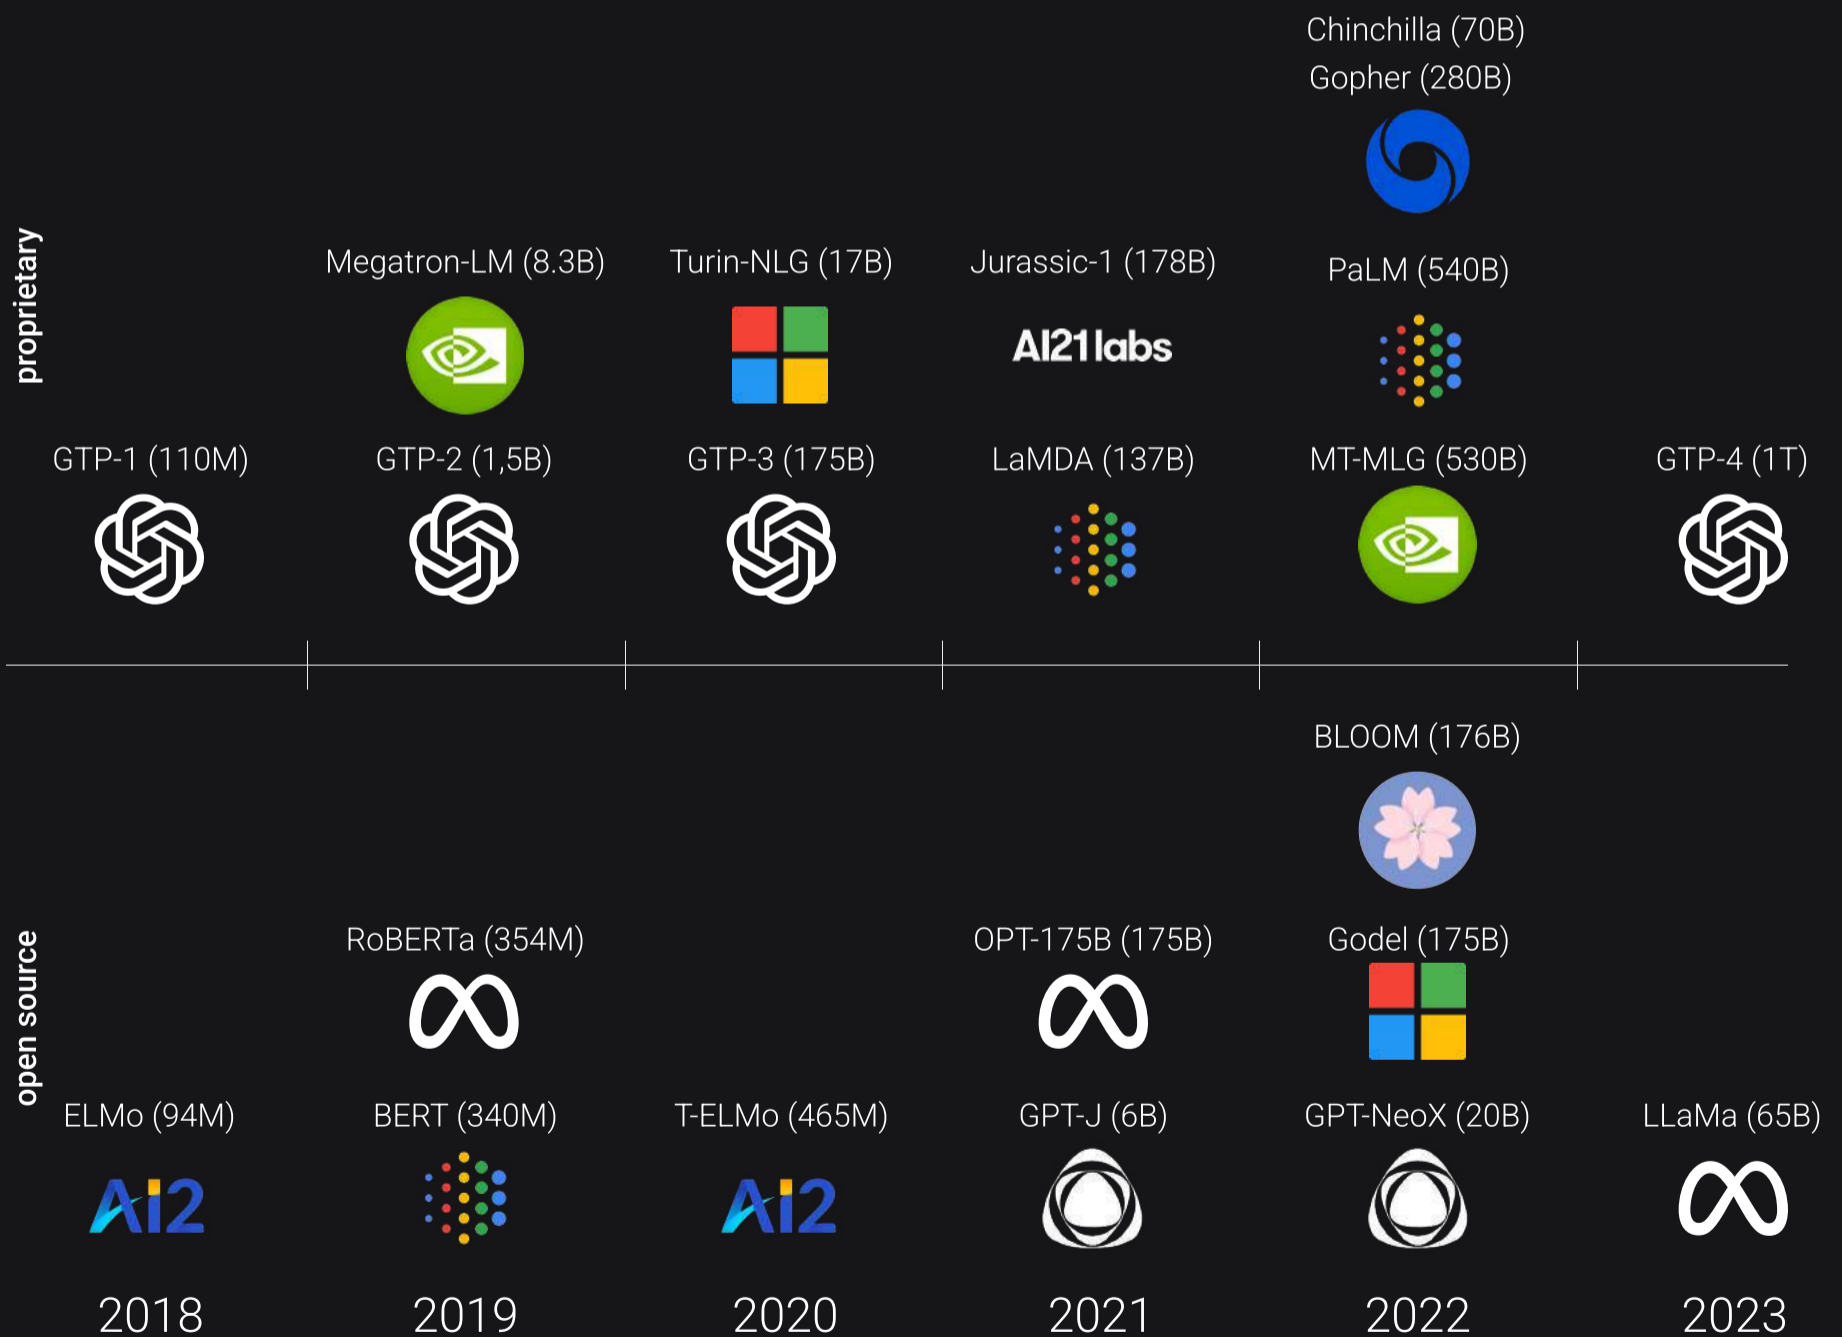 Chinchilla (70B)
Gopher (280B)
proprietary
Megatron-LM (8.3B)
Turin-NLG (17B)
Jurassic-1 (178B)
PaLM (540B)
AI21labs
GTP-1 (110M)
GTP-2 (1,5B)
GTP-3 (175B)
LaMDA (137B)
MT-MLG (530B)
GTP-4 (1T)
BLOOM (176B)
open source
RoBERTa (354M)
OPT-175B (175B)
Godel (175B)
ELMo (94M)
BERT (340M)
T-ELMo (465M)
GPT-J (6B)
GPT-NeoX (20B)
LLaMa (65B)
Ai2
Ai2
2018
2019
2020
2021
2022
2023